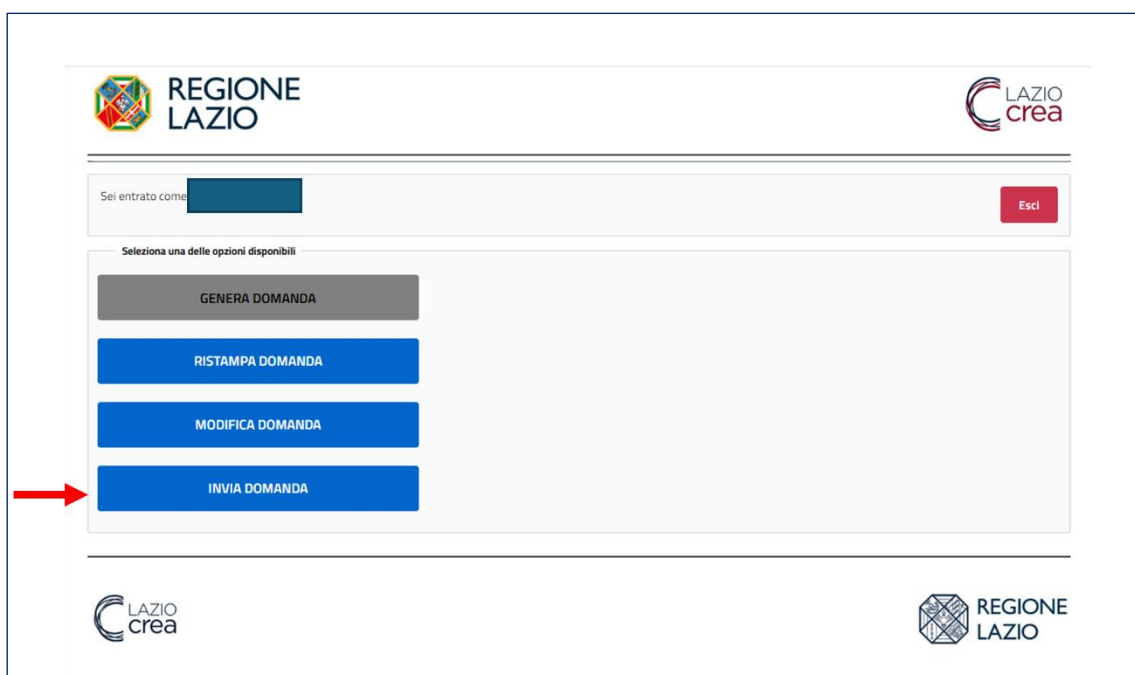 REGIONE
LAZIO
LAZIO
crea
Sei entrato come
Esci
Seleziona una delle opzioni disponibili
GENERA DOMANDA
RISTAMPA DOMANDA
MODIFICA DOMANDA
INVIA DOMANDA
LAZIO
crea
REGIONE
LAZIO